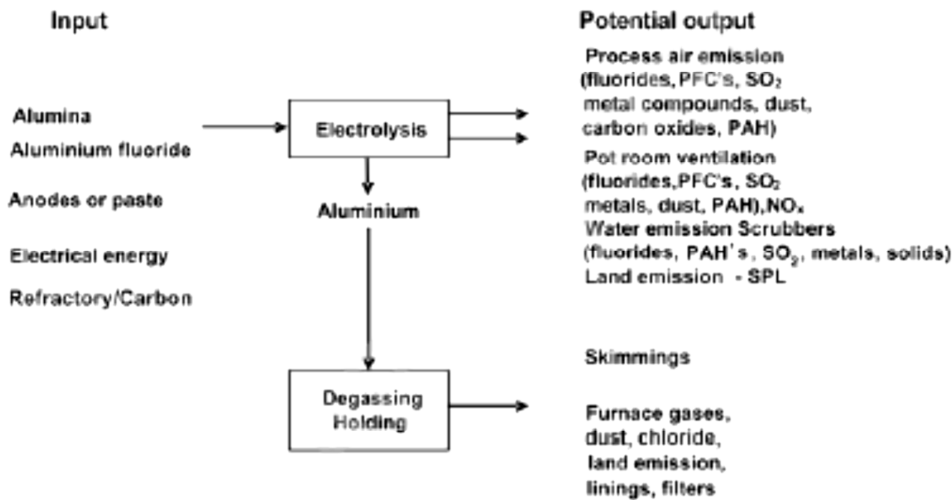 Input
Potential output
Alumina
Aluminium fluoride
Anodes or paste
Electrical energy
Refractory/Carbon
Electrolysis
Aluminium
Degassing
Holding
Process air emission
(fluorides, PFC's, SO₂
metal compounds, dust,
carbon oxides, PAH)
Pot room ventilation
(fluorides,PFC's, SO₂
metals, dust, PAH),NOₓ
Water emission Scrubbers
(fluorides, PAH's, SO₂, metals, solids)
Land emission - SPL
Skimmings
Furnace gases,
dust, chloride,
land emission,
linings, filters